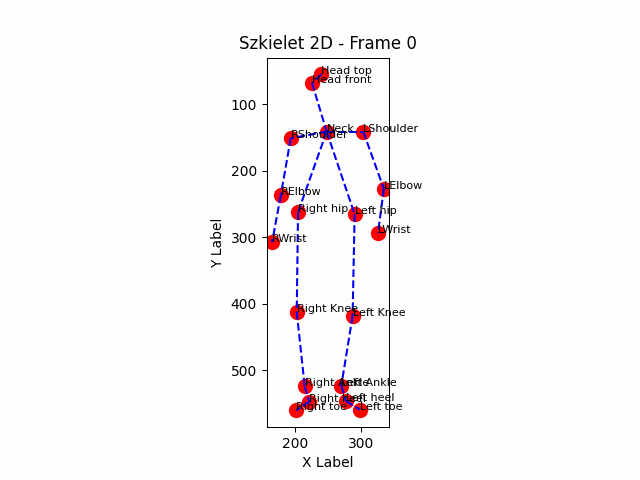 Szkielet 2D - Frame 0
Head top
Head front
100
Neck
LShoulder
RShoulder
200
LElbow
RElbow
Right hip
Left hip
LWrist
RWrist
300
Y Label
400
Right Knee
Left Knee
500
Right Ankle
Left Ankle
Right heel
Left heel
Right toe
Left toe
200
300
X Label